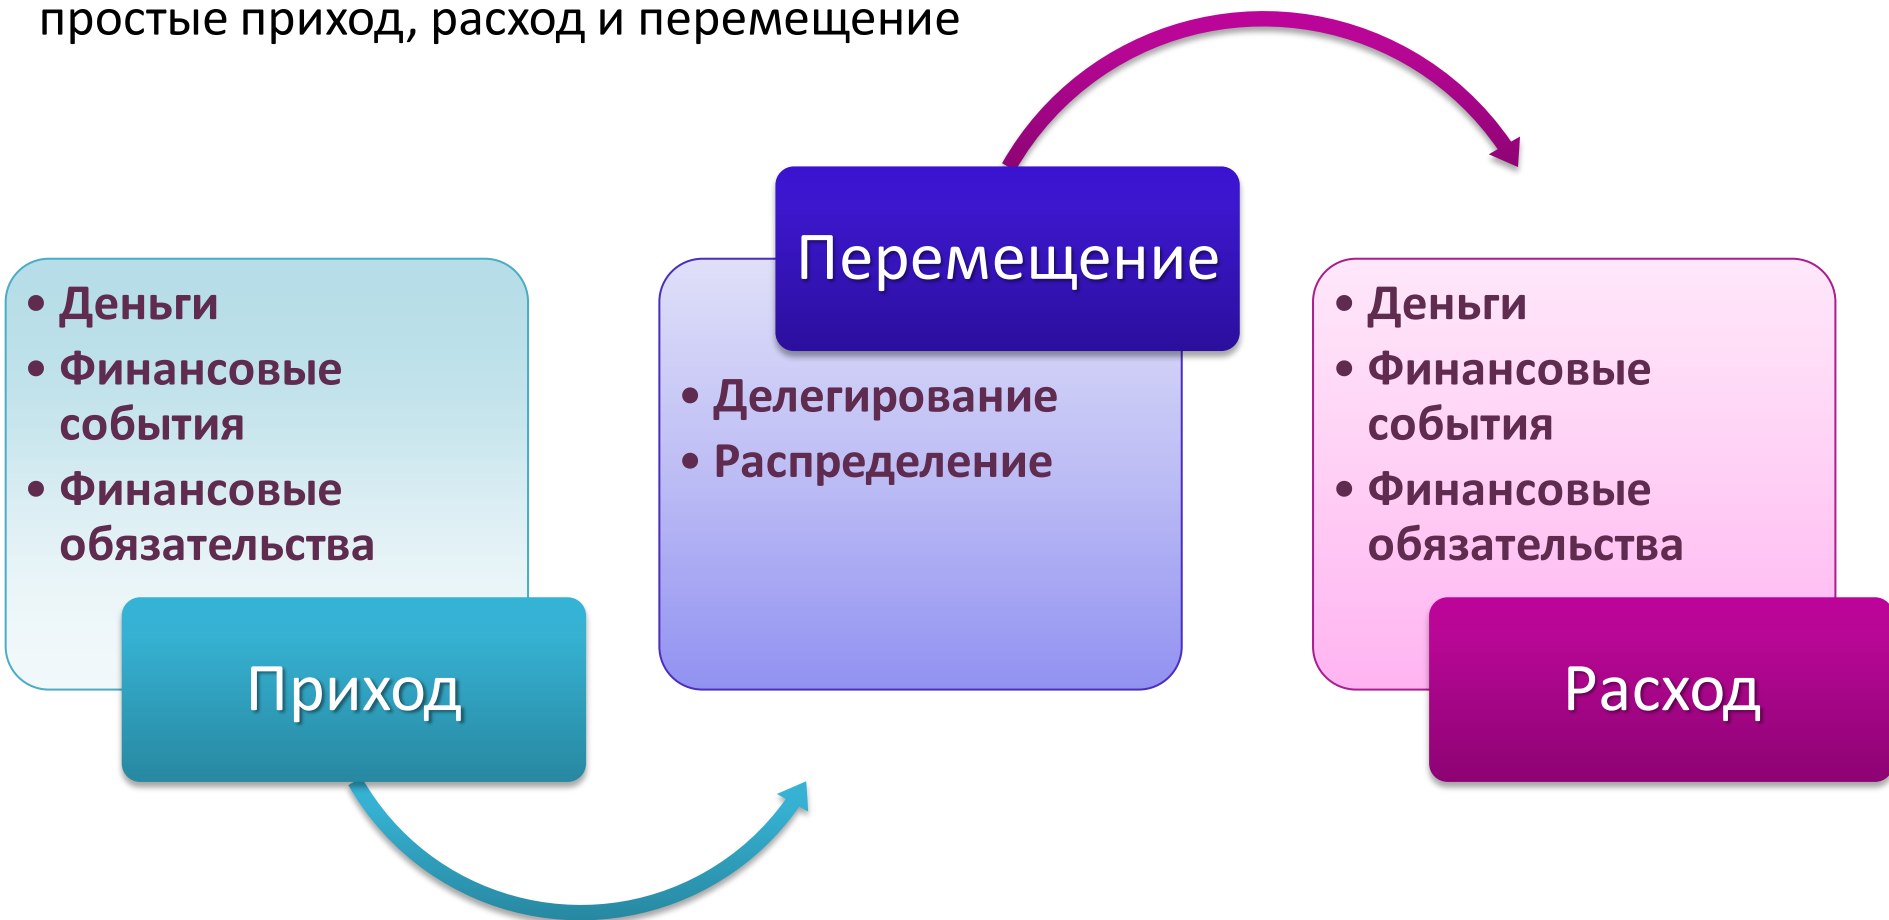 простые приход, расход и перемещение
• Деньги
• Финансовые
события
• Финансовые
обязательства
Приход
Перемещение
• Делегирование
• Распределение
• Деньги
• Финансовые
события
• Финансовые
обязательства
Расход